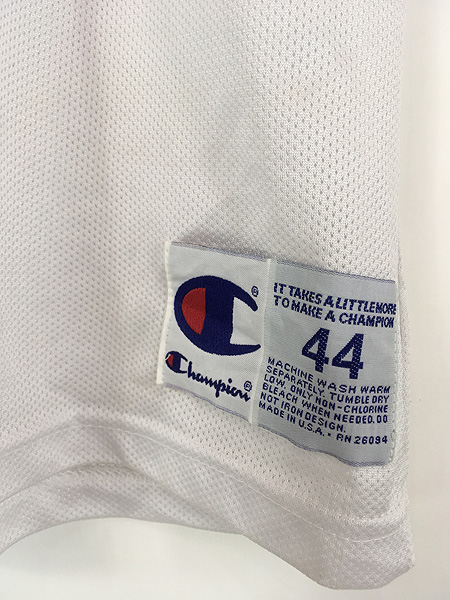 ®
Champion®
IT TAKES A LITTLE MORE
TO MAKE A CHAMPION
44
MACHINE WASH WARM
SEPARATELY. TUMBLE DRY
LOW. ONLY NON-CHLORINE
BLEACH WHEN NEEDED. DO
NOT IRON DESIGN.
MADE IN U.S.A. • RN 26094